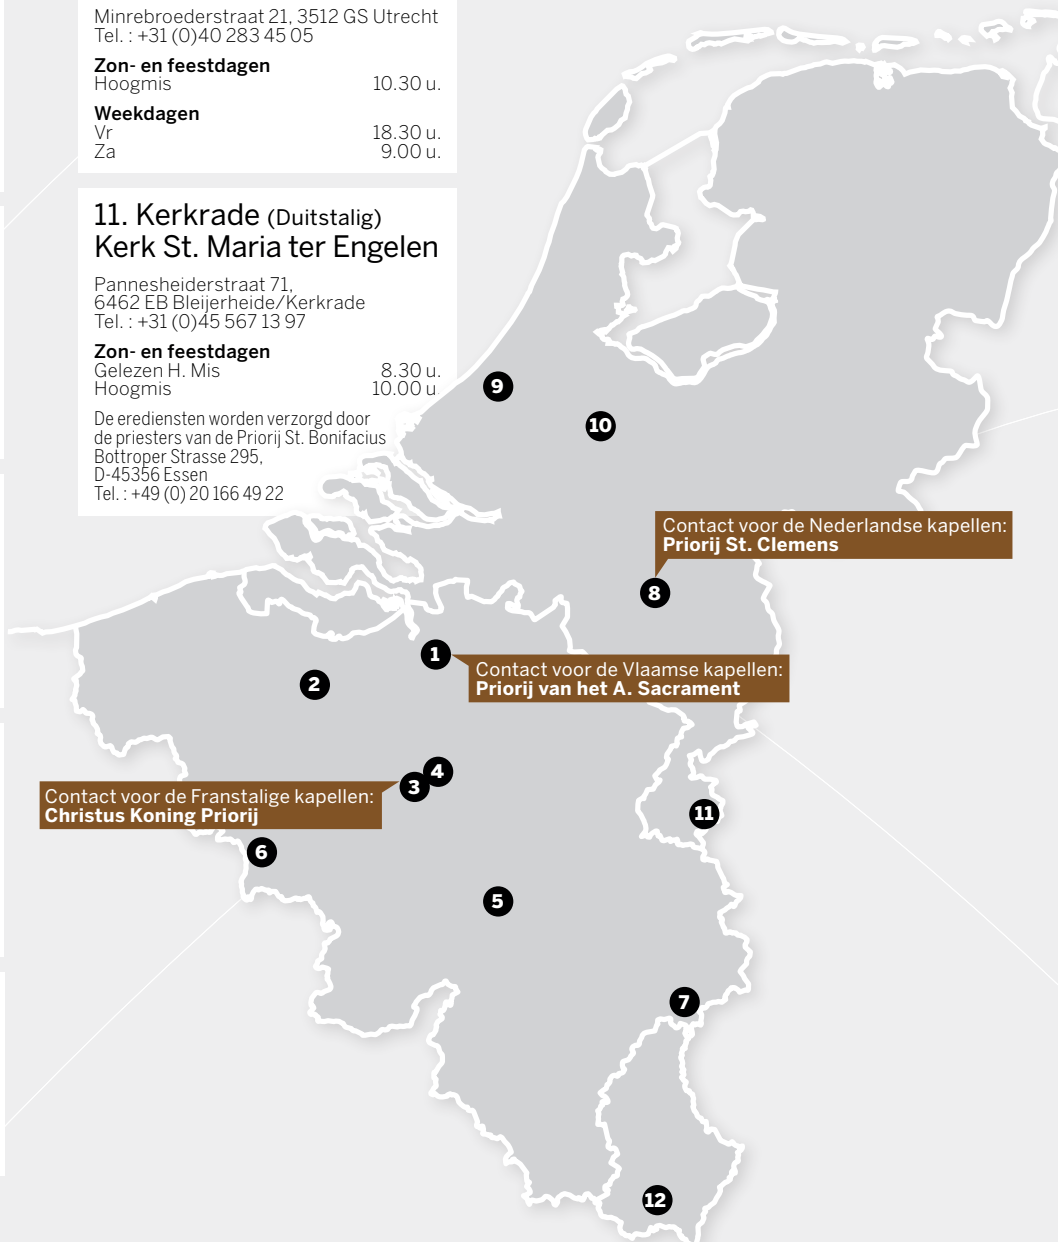 Minrebroederstraat 21, 3512 GS Utrecht
Tel. : +31 (0)40 283 45 05
Zon- en feestdagen
Hoogmis 10.30 u.
Weekdagen
Vr 18.30 u.
Za 9.00 u.
11. Kerkrade (Duitstalig)
Kerk St. Maria ter Engelen
Pannesheiderstraat 71,
6462 EB Bleijerheide/Kerkrade
Tel. : +31 (0)45 567 13 97
Zon- en feestdagen
Gelezen H. Mis 8.30 u.
Hoogmis 10.00 u.
De erediensten worden verzorgd door
de priesters van de Priorij St. Bonifacius
Bottroper Strasse 295,
D-45356 Essen
Tel. : +49 (0) 20 166 49 22
9
10
Contact voor de Nederlandse kapellen:
Priorij St. Clemens
8
1
Contact voor de Vlaamse kapellen:
Priorij van het A. Sacrament
2
4
3
Contact voor de Franstalige kapellen:
Christus Koning Priorij
11
6
5
7
12